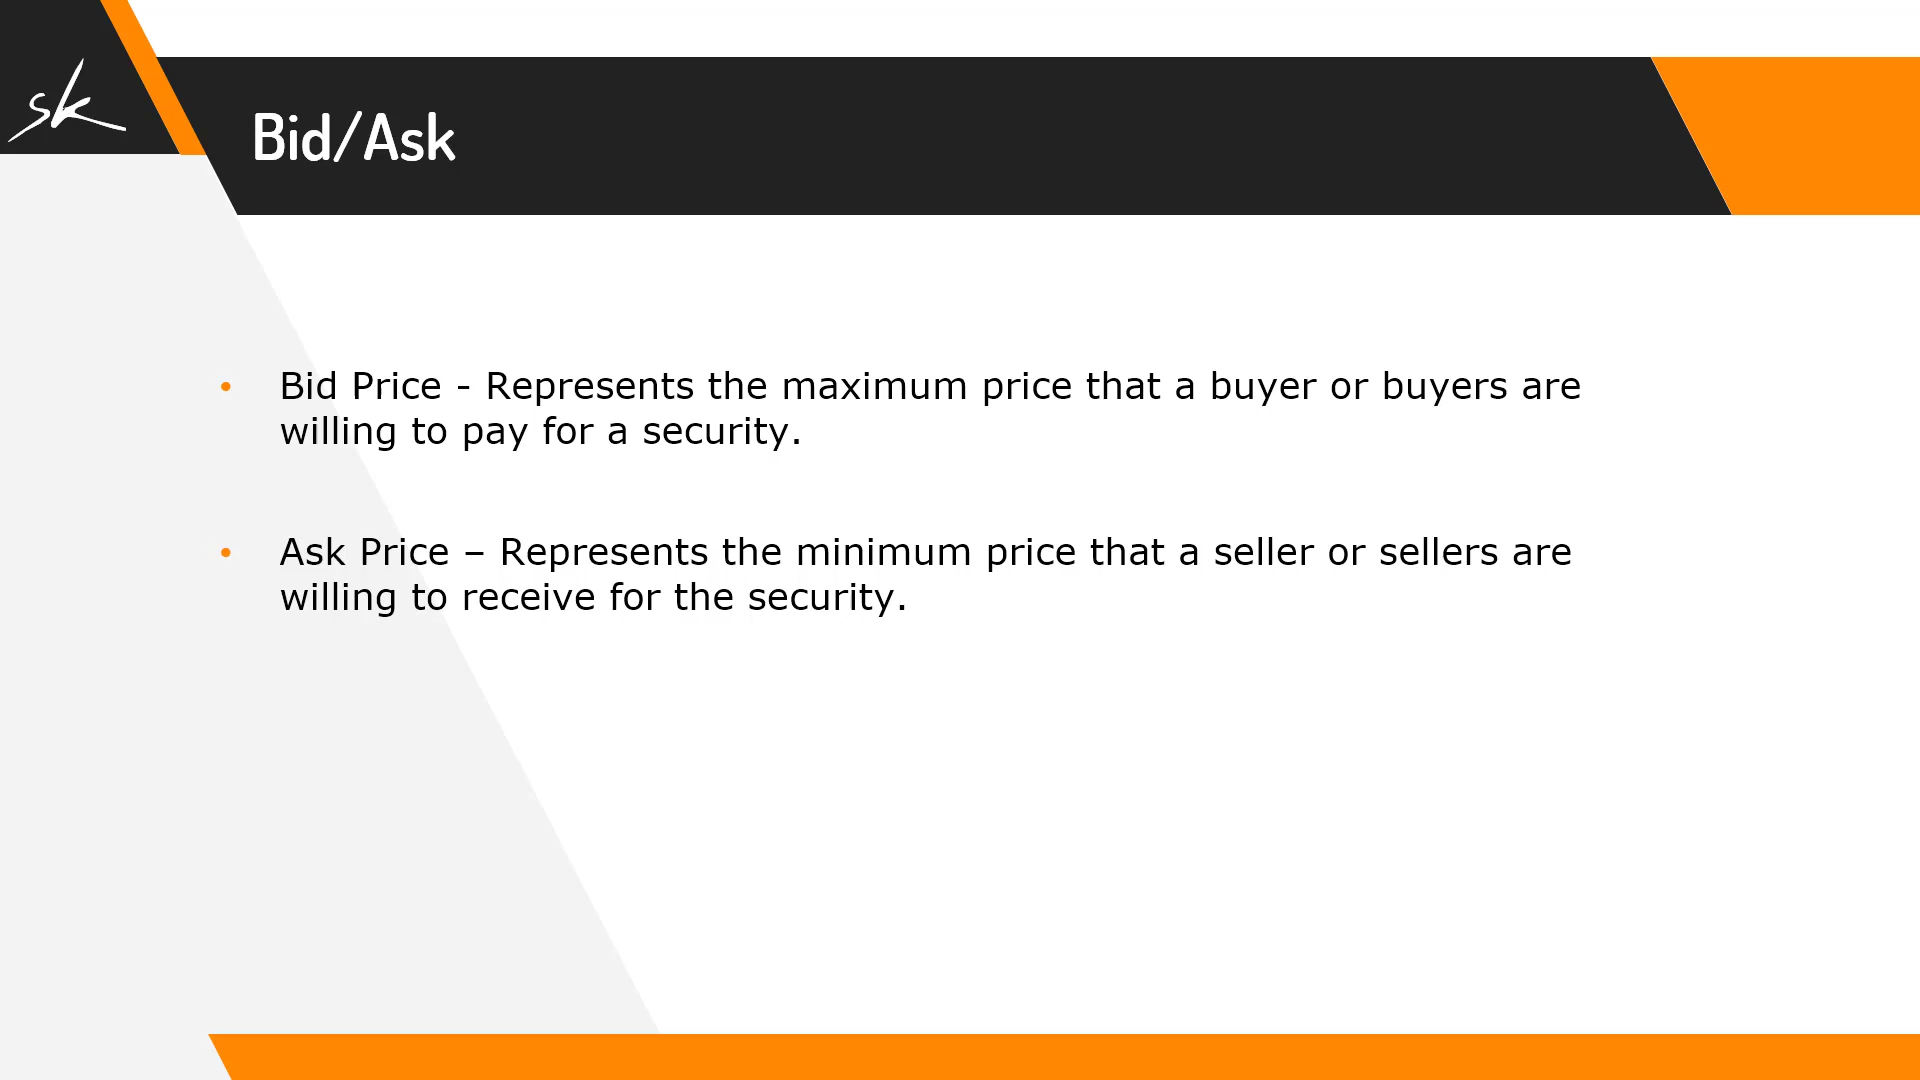 sk
Bid/Ask
• Bid Price - Represents the maximum price that a buyer or buyers are
willing to pay for a security.
• Ask Price – Represents the minimum price that a seller or sellers are
willing to receive for the security.